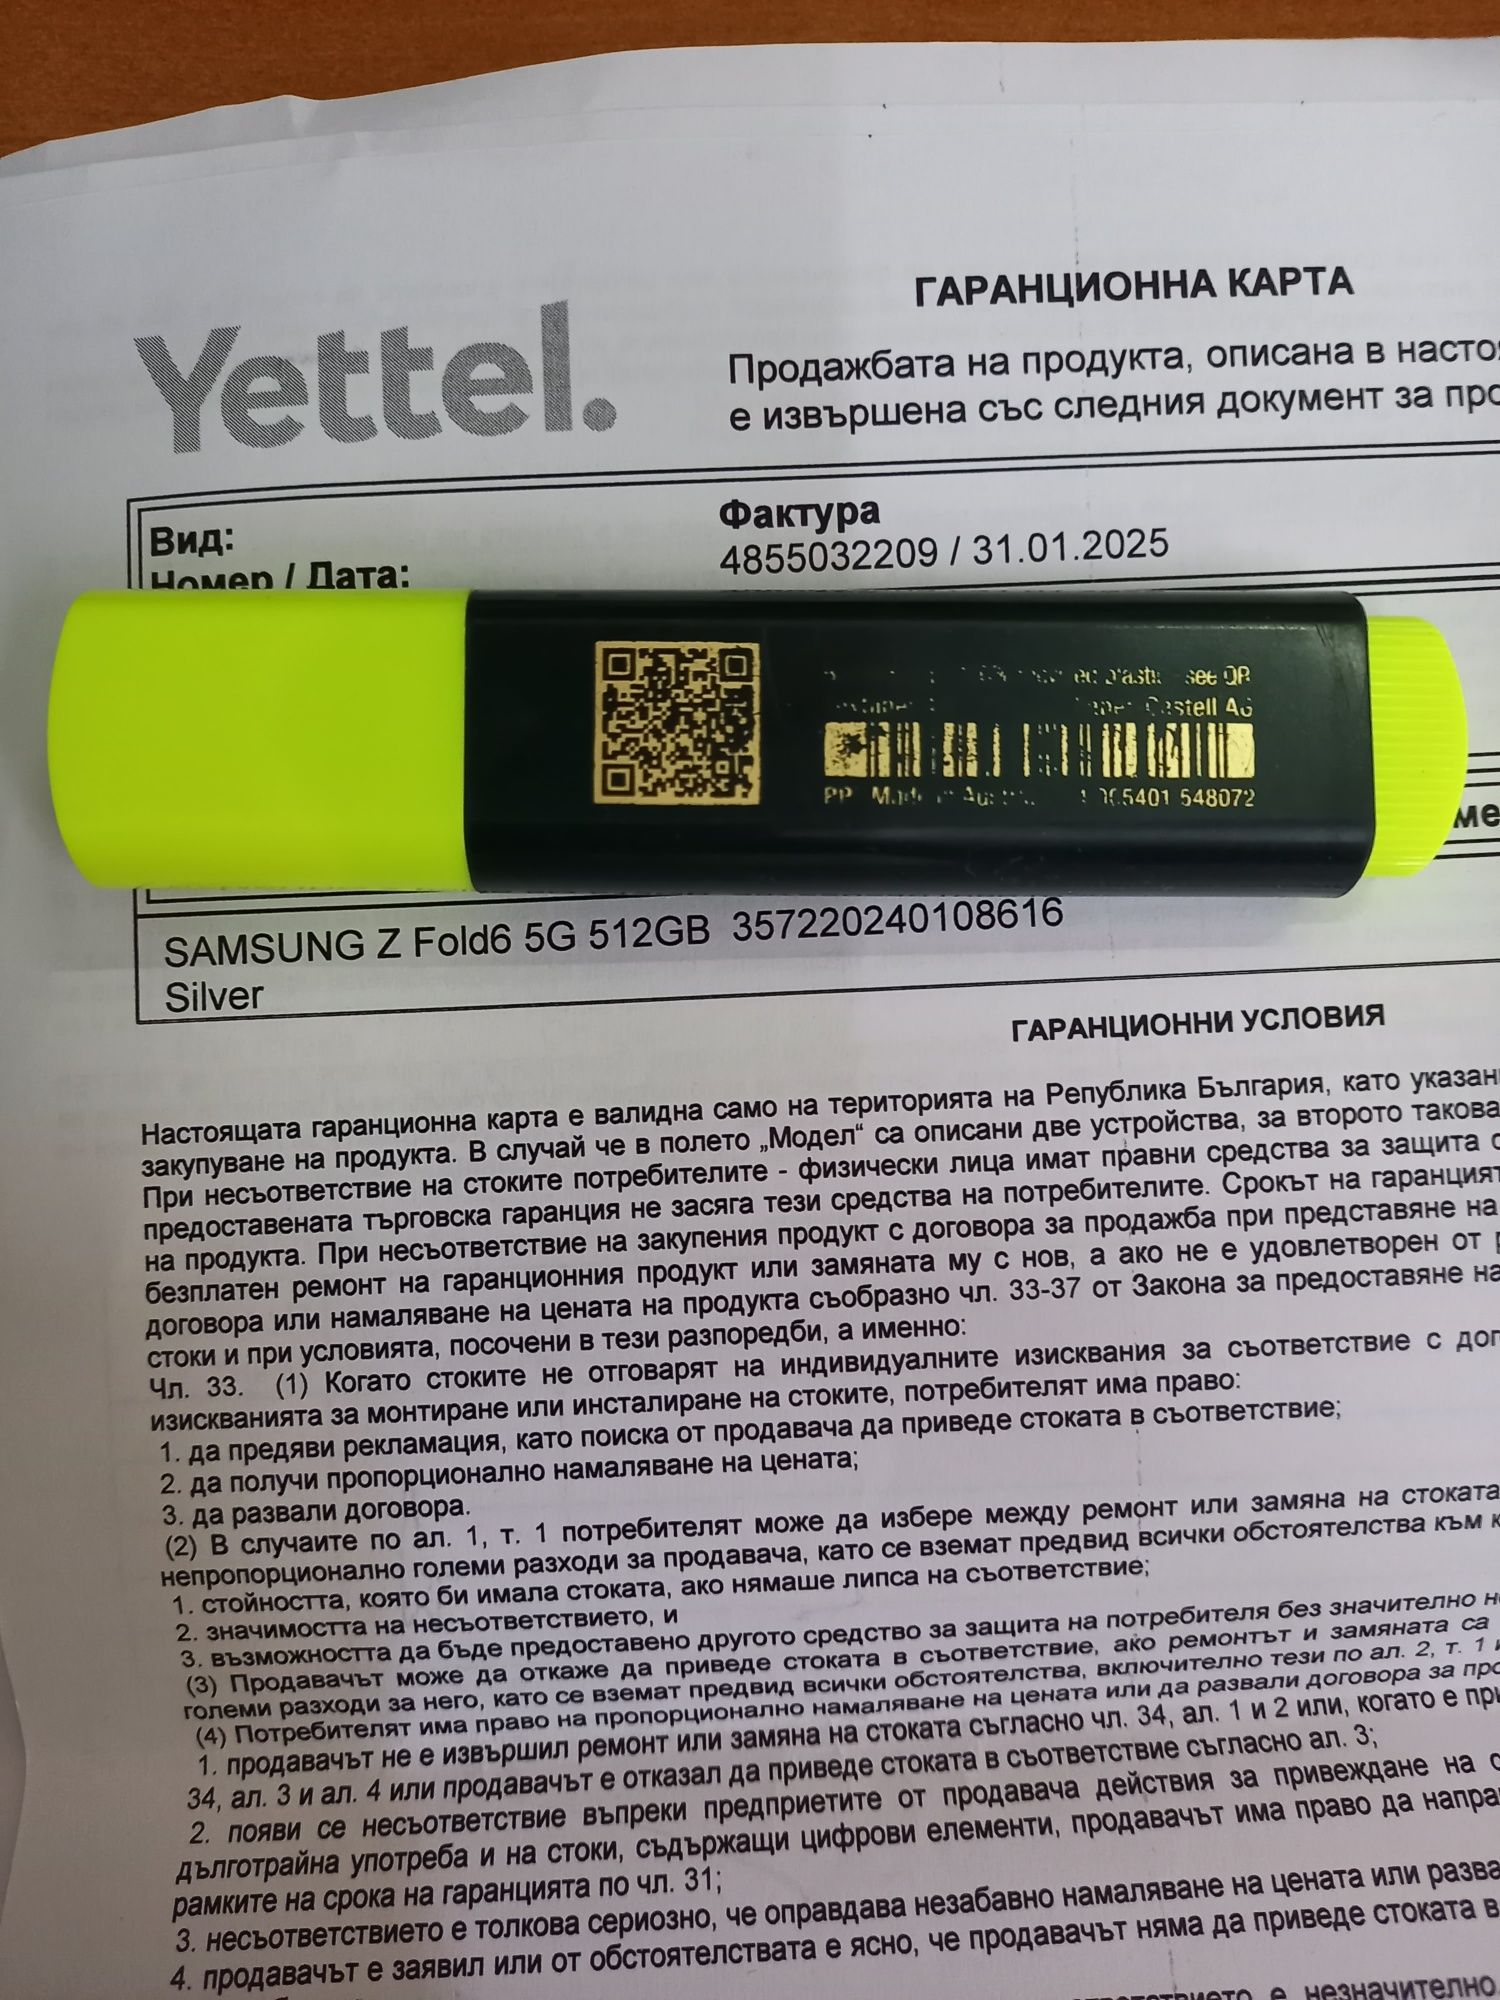 ГАРАНЦИОННА КАРТА
Yettel.
Продажбата на продукта, описана в насто
е извършена със следния документ за про
Вид:
Фактура
Номер / Дата:
4855032209 / 31.01.2025
see QR
Castell AG
548072
SAMSUNG Z Fold6 5G 512GB 357220240108616
Silver
ГАРАНЦИОННИ УСЛОВИЯ
Настоящата гаранционна карта е валидна само на територията на Република България, като указан
закупуване на продукта. В случай че в полето „Модел“ са описани две устройства, за второто такова
При несъответствие на стоките потребителите - физически лица имат правни средства за защита с
предоставената търговска гаранция не засяга тези средства на потребителите. Срокът на гаранцият
на продукта. При несъответствие на закупения продукт с договора за продажба при представяне на
безплатен ремонт на гаранционния продукт или замяната му с нов, а ако не е удовлетворен от
договора или намаляване на цената на продукта съобразно чл. 33-37 от Закона за предоставяне на
стоки и при условията, посочени в тези разпоредби, а именно:
Чл. 33. (1) Когато стоките не отговарят на индивидуалните изисквания за съответствие с дог
изискванията за монтиране или инсталиране на стоките, потребителят има право:
1. да предяви рекламация, като поиска от продавача да приведе стоката в съответствие;
2. да получи пропорционално намаляване на цената;
3. да развали договора.
(2) В случаите по ал. 1, т. 1 потребителят може да избере между ремонт или замяна на стоката
непропорционално големи разходи за продавача, като се вземат предвид всички обстоятелства към к
1. стойността, която би имала стоката, ако нямаше липса на съответствие;
2. значимостта на несъответствието, и
3. възможността да бъде предоставено другото средство за защита на потребителя без значително н
(3) Продавачът може да откаже да приведе стоката в съответствие, ако ремонтът и замяната са
големи разходи за него, като се вземат предвид всички обстоятелства, включително тези по ал. 2, т. 1 и
(4) Потребителят има право на пропорционално намаляване на цената или да развали договора за про
1. продавачът не е извършил ремонт или замяна на стоката съгласно чл. 34, ал. 1 и 2 или, когато е при
34, ал. 3 и ал. 4 или продавачът е отказал да приведе стоката в съответствие съгласно ал. 3;
2. появи се несъответствие въпреки предприетите от продавача действия за привеждане на с
дълготрайна употреба и на стоки, съдържащи цифрови елементи, продавачът има право да напра
рамките на срока на гаранцията по чл. 31;
3. несъответствието е толкова сериозно, че оправдава незабавно намаляване на цената или разва
4. продавачът е заявил или от обстоятелствата е ясно, че продавачът няма да приведе стоката в
е незначително